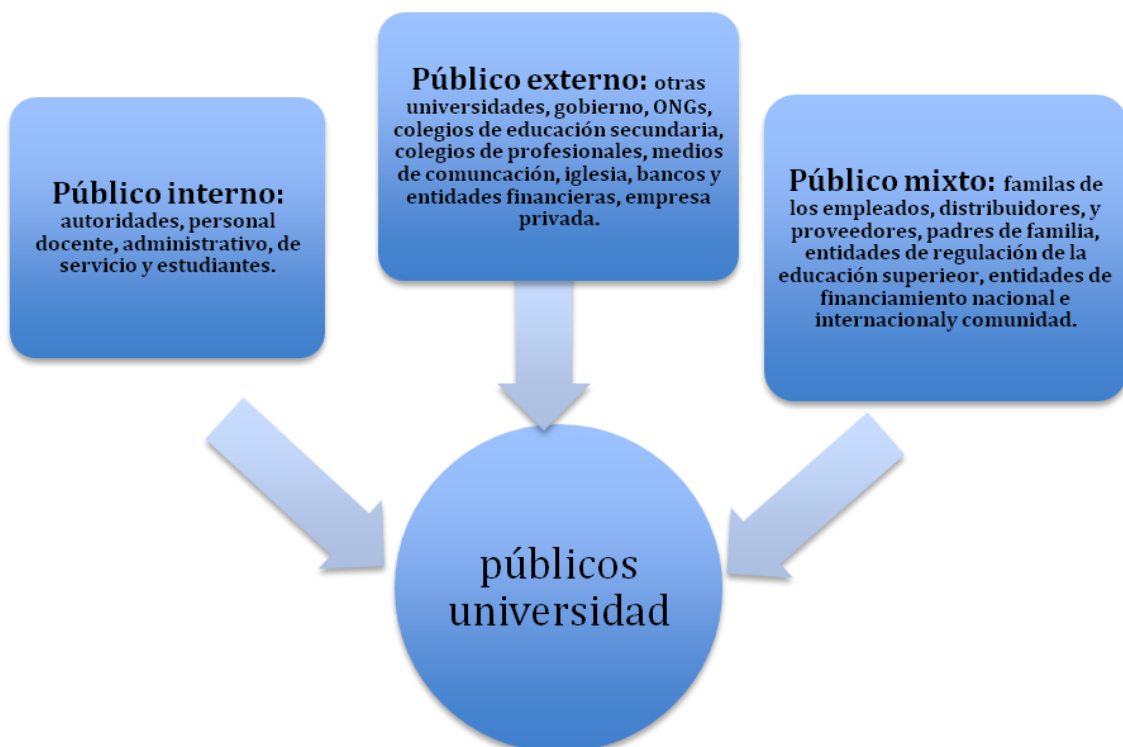 Público interno:
autoridades, personal
docente, administrativo, de
servicio y estudiantes.
Público externo: otras
universidades, gobierno, ONGs,
colegios de educación secundaria,
colegios de profesionales, medios
de comuncación, iglesia, bancos y
entidades financieras, empresa
privada.
Público mixto: familas de
los empleados, distribuidores, y
proveedores, padres de familia,
entidades de regulación de la
educación superieor, entidades de
financiamiento nacional e
internacionaly comunidad.
públicos
universidad